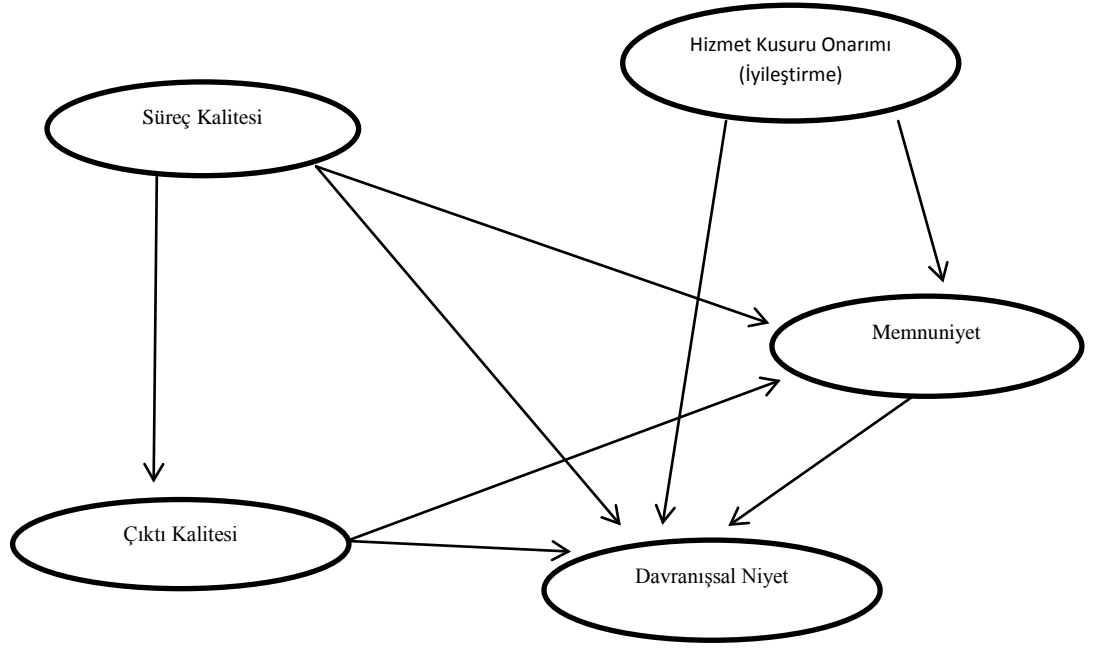 Hizmet Kusuru Onarımı
(İyileştirme)
Süreç Kalitesi
Memnuniyet
Çıktı Kalitesi
Davranışsal Niyet